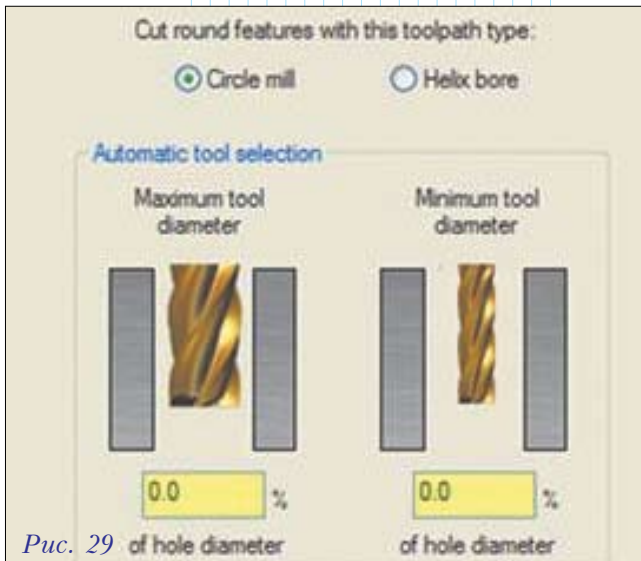 Cut round features with this toolpath type:
Circle mill Helix bore
Automatic tool selection
Maximum tool diameter
Minimum tool diameter
0.0 %
0.0 %
of hole diameter
of hole diameter
Рис. 29